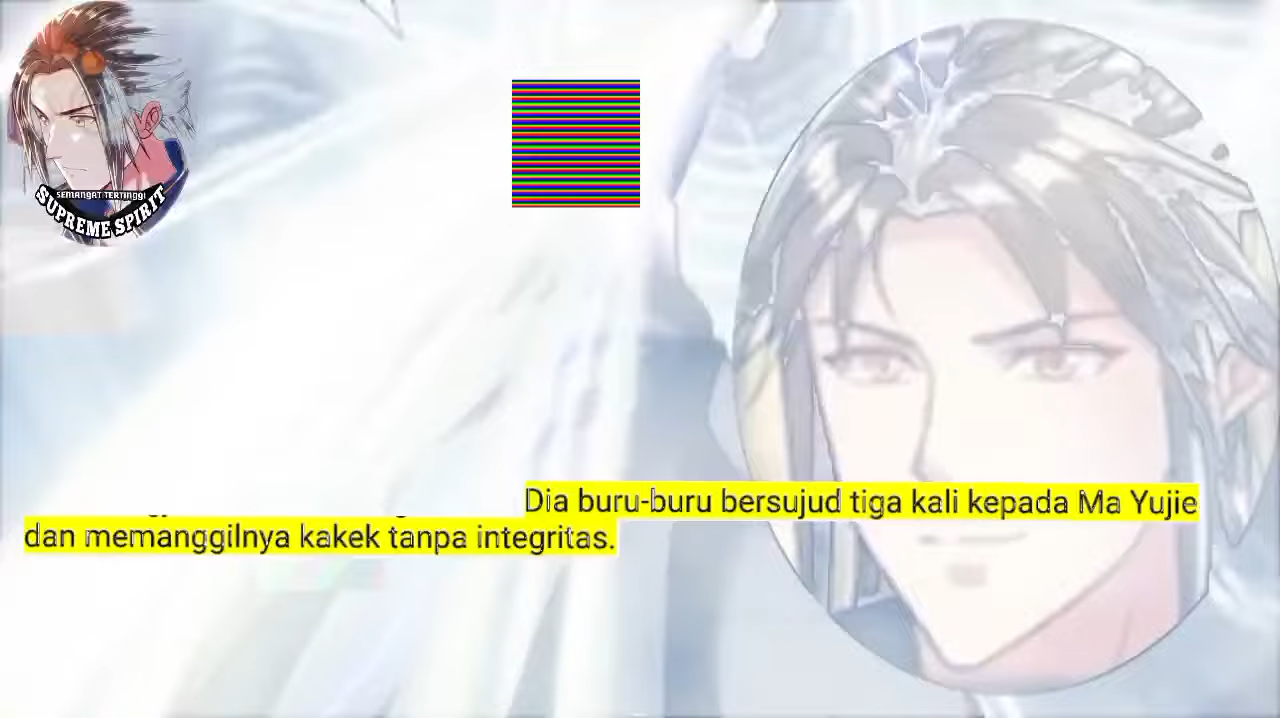 SEMANGAT TERTINGGI
SUPREME SPIRIT
Dia buru-buru bersujud tiga kali kepada Ma Yujie
dan memanggilnya kakek tanpa integritas.